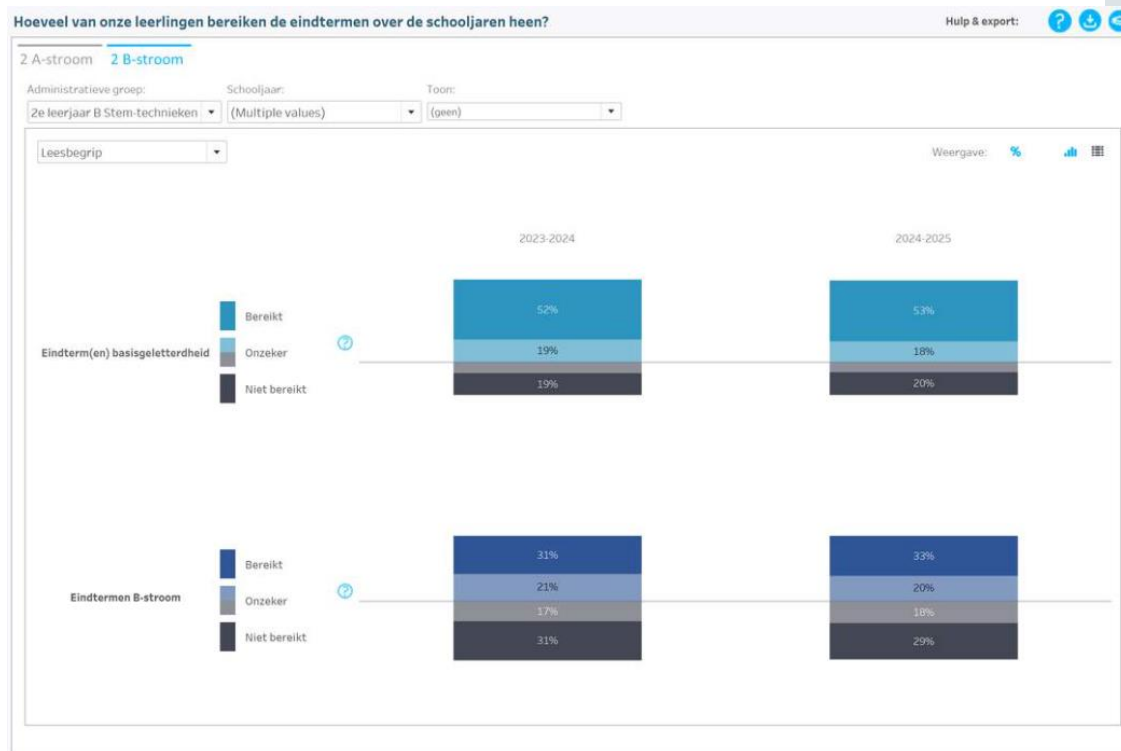 Hoeveel van onze leerlingen bereiken de eindtermen over de schooljaren heen?
Hulp & export:
?
2 A-stroom 2 B-stroom
Administratieve groep: Schooljaar: Toon:
2e leerjaar B Stem-technieken (Multiple values) (geen)
Leesbegrip
Weergave: %
2023-2024 2024-2025
Bereikt 52% 53%
Eindterm(en) basisgeletterdheid Onzeker ? 19% 18%
Niet bereikt 19% 20%
Bereikt 31% 33%
Eindtermen B-stroom Onzeker ? 21% 20%
17% 18%
Niet bereikt 31% 29%